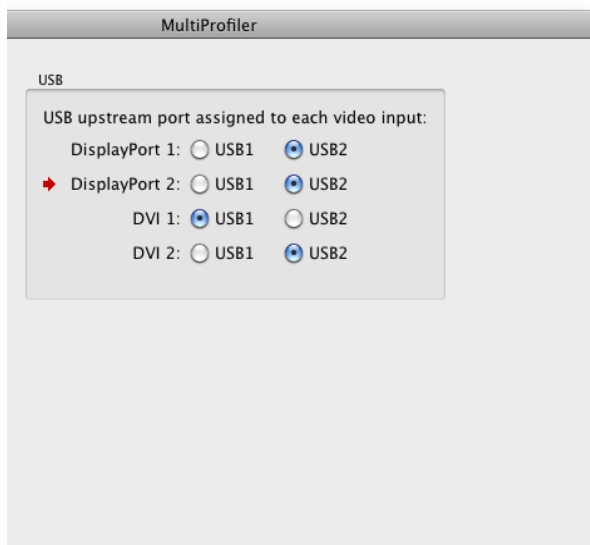 MultiProfiler
USB
USB upstream port assigned to each video input:
DisplayPort 1: USB1 USB2
DisplayPort 2: USB1 USB2
DVI 1: USB1 USB2
DVI 2: USB1 USB2